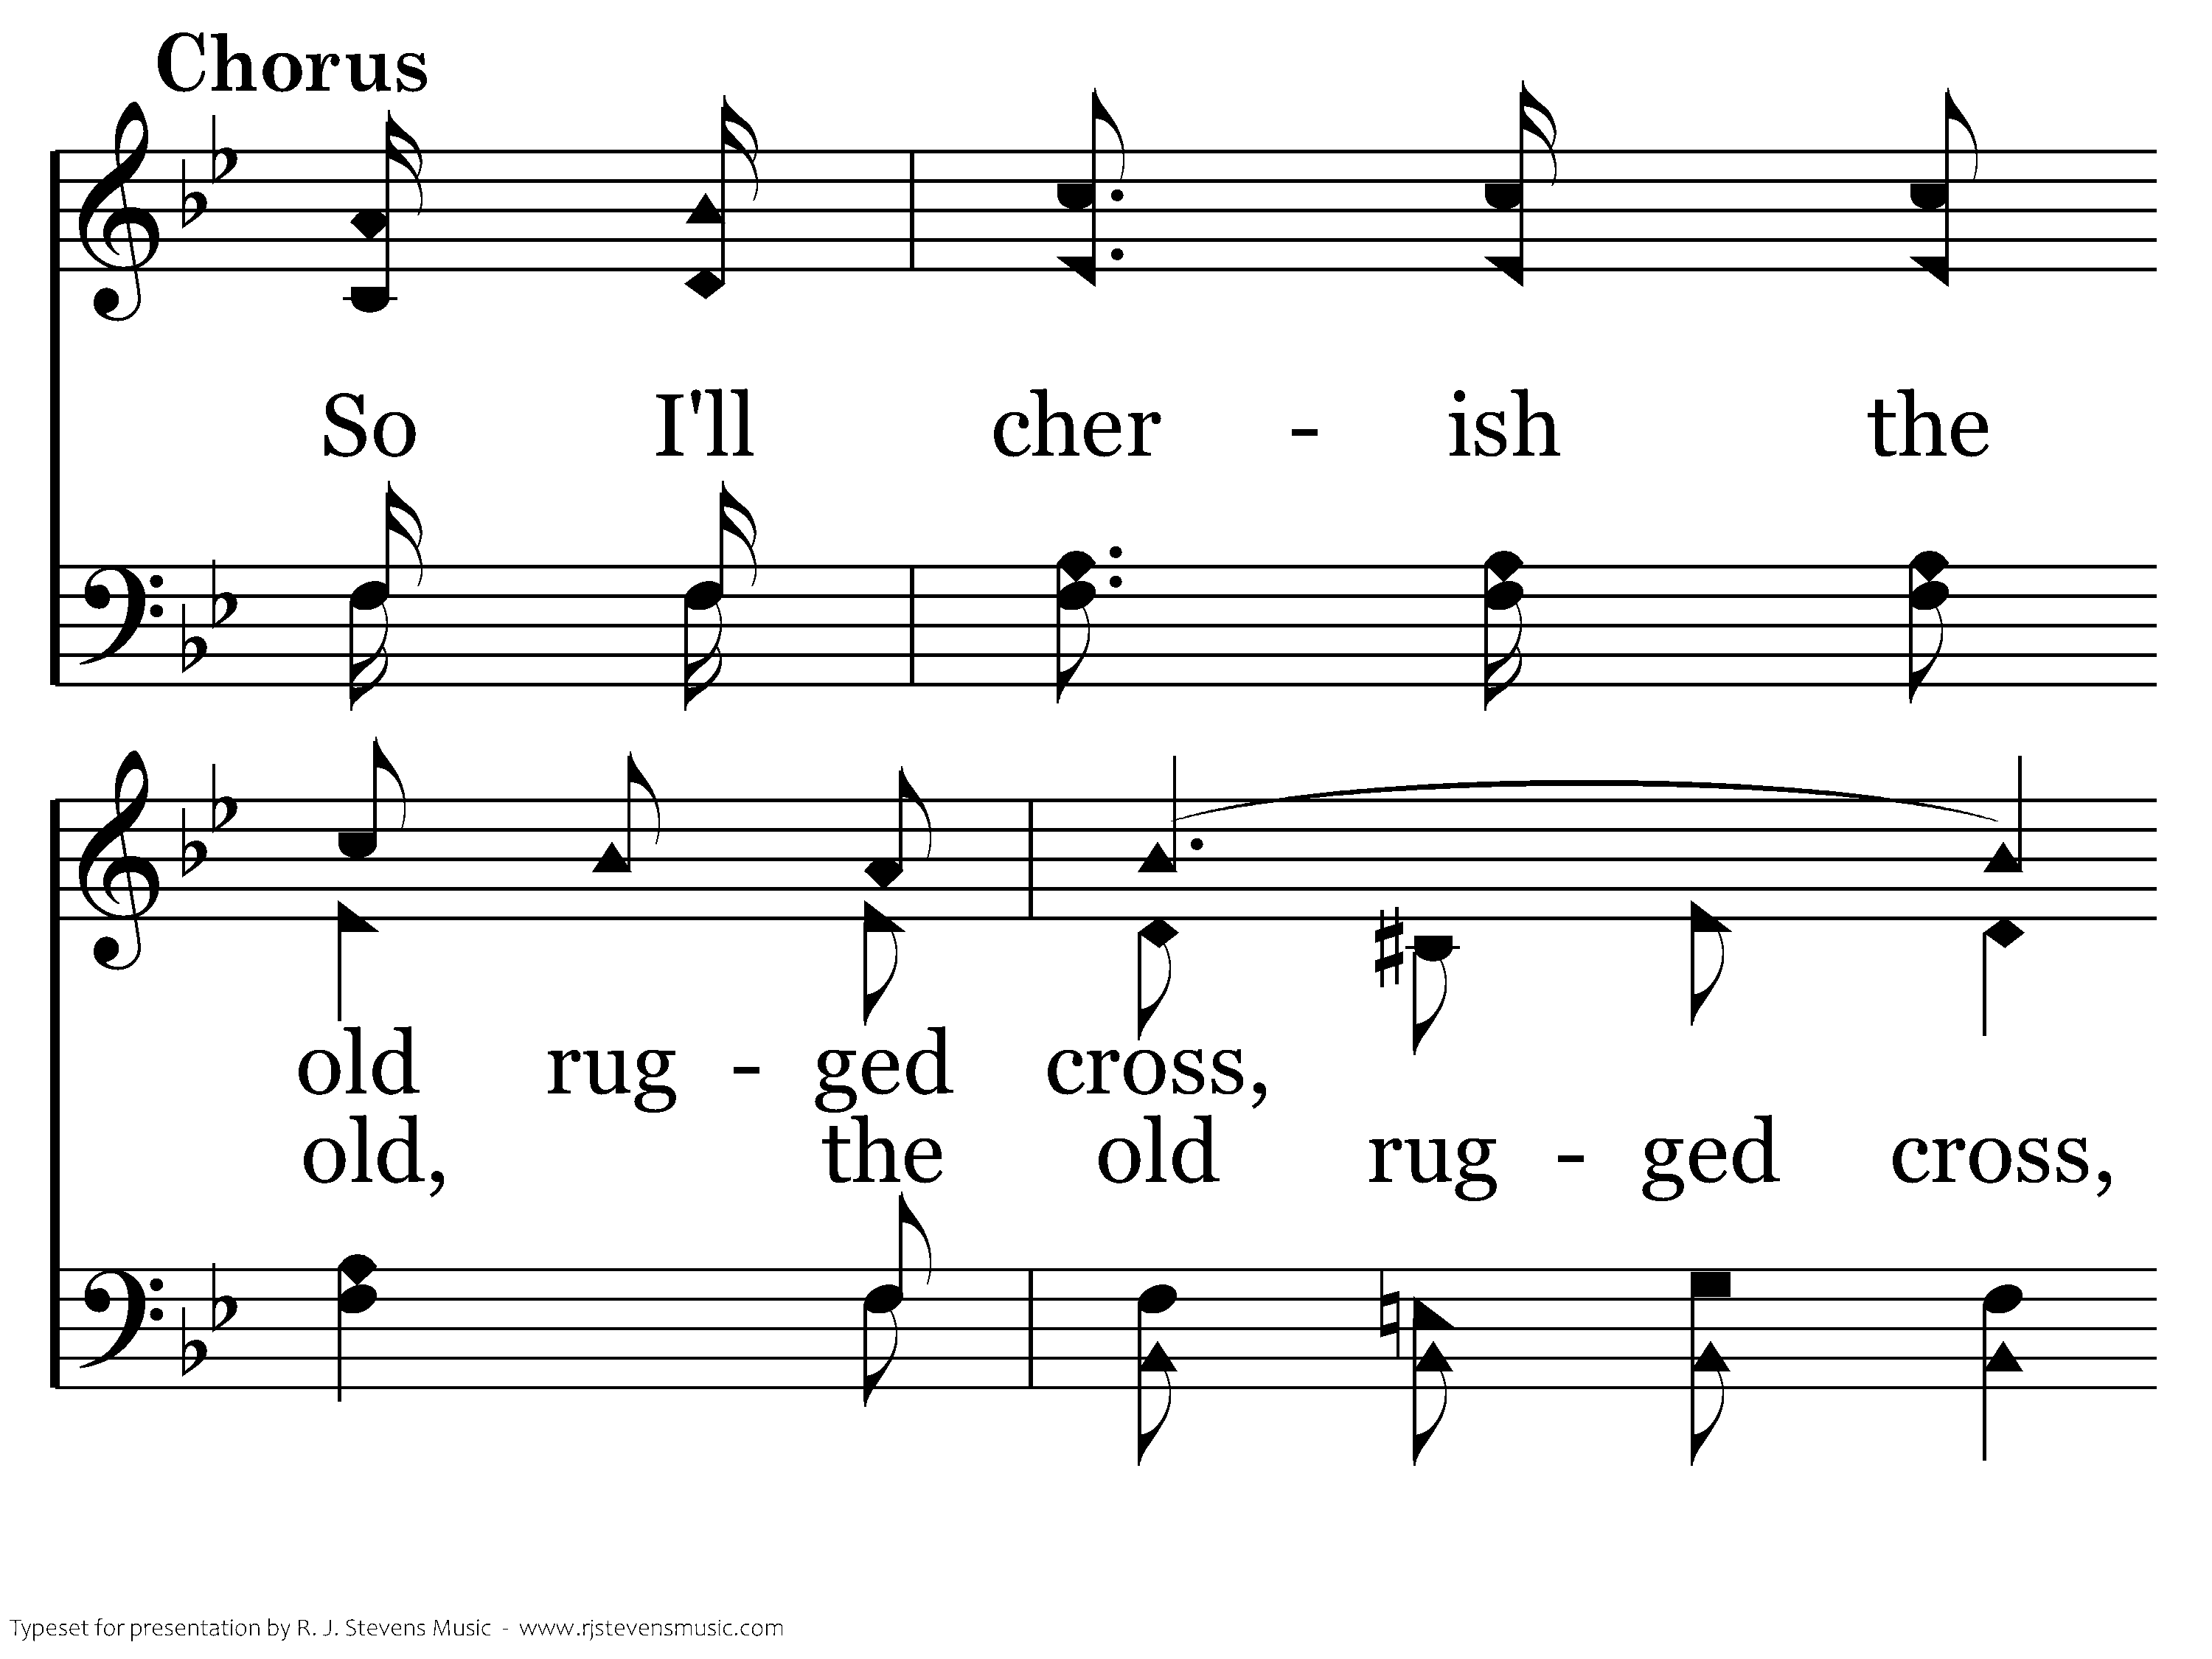 Chorus
So I'll cher - ish the
old rug - ged cross,
old, the old rug - ged cross,
Typeset for presentation by R. J. Stevens Music - www.rjstevensmusic.com